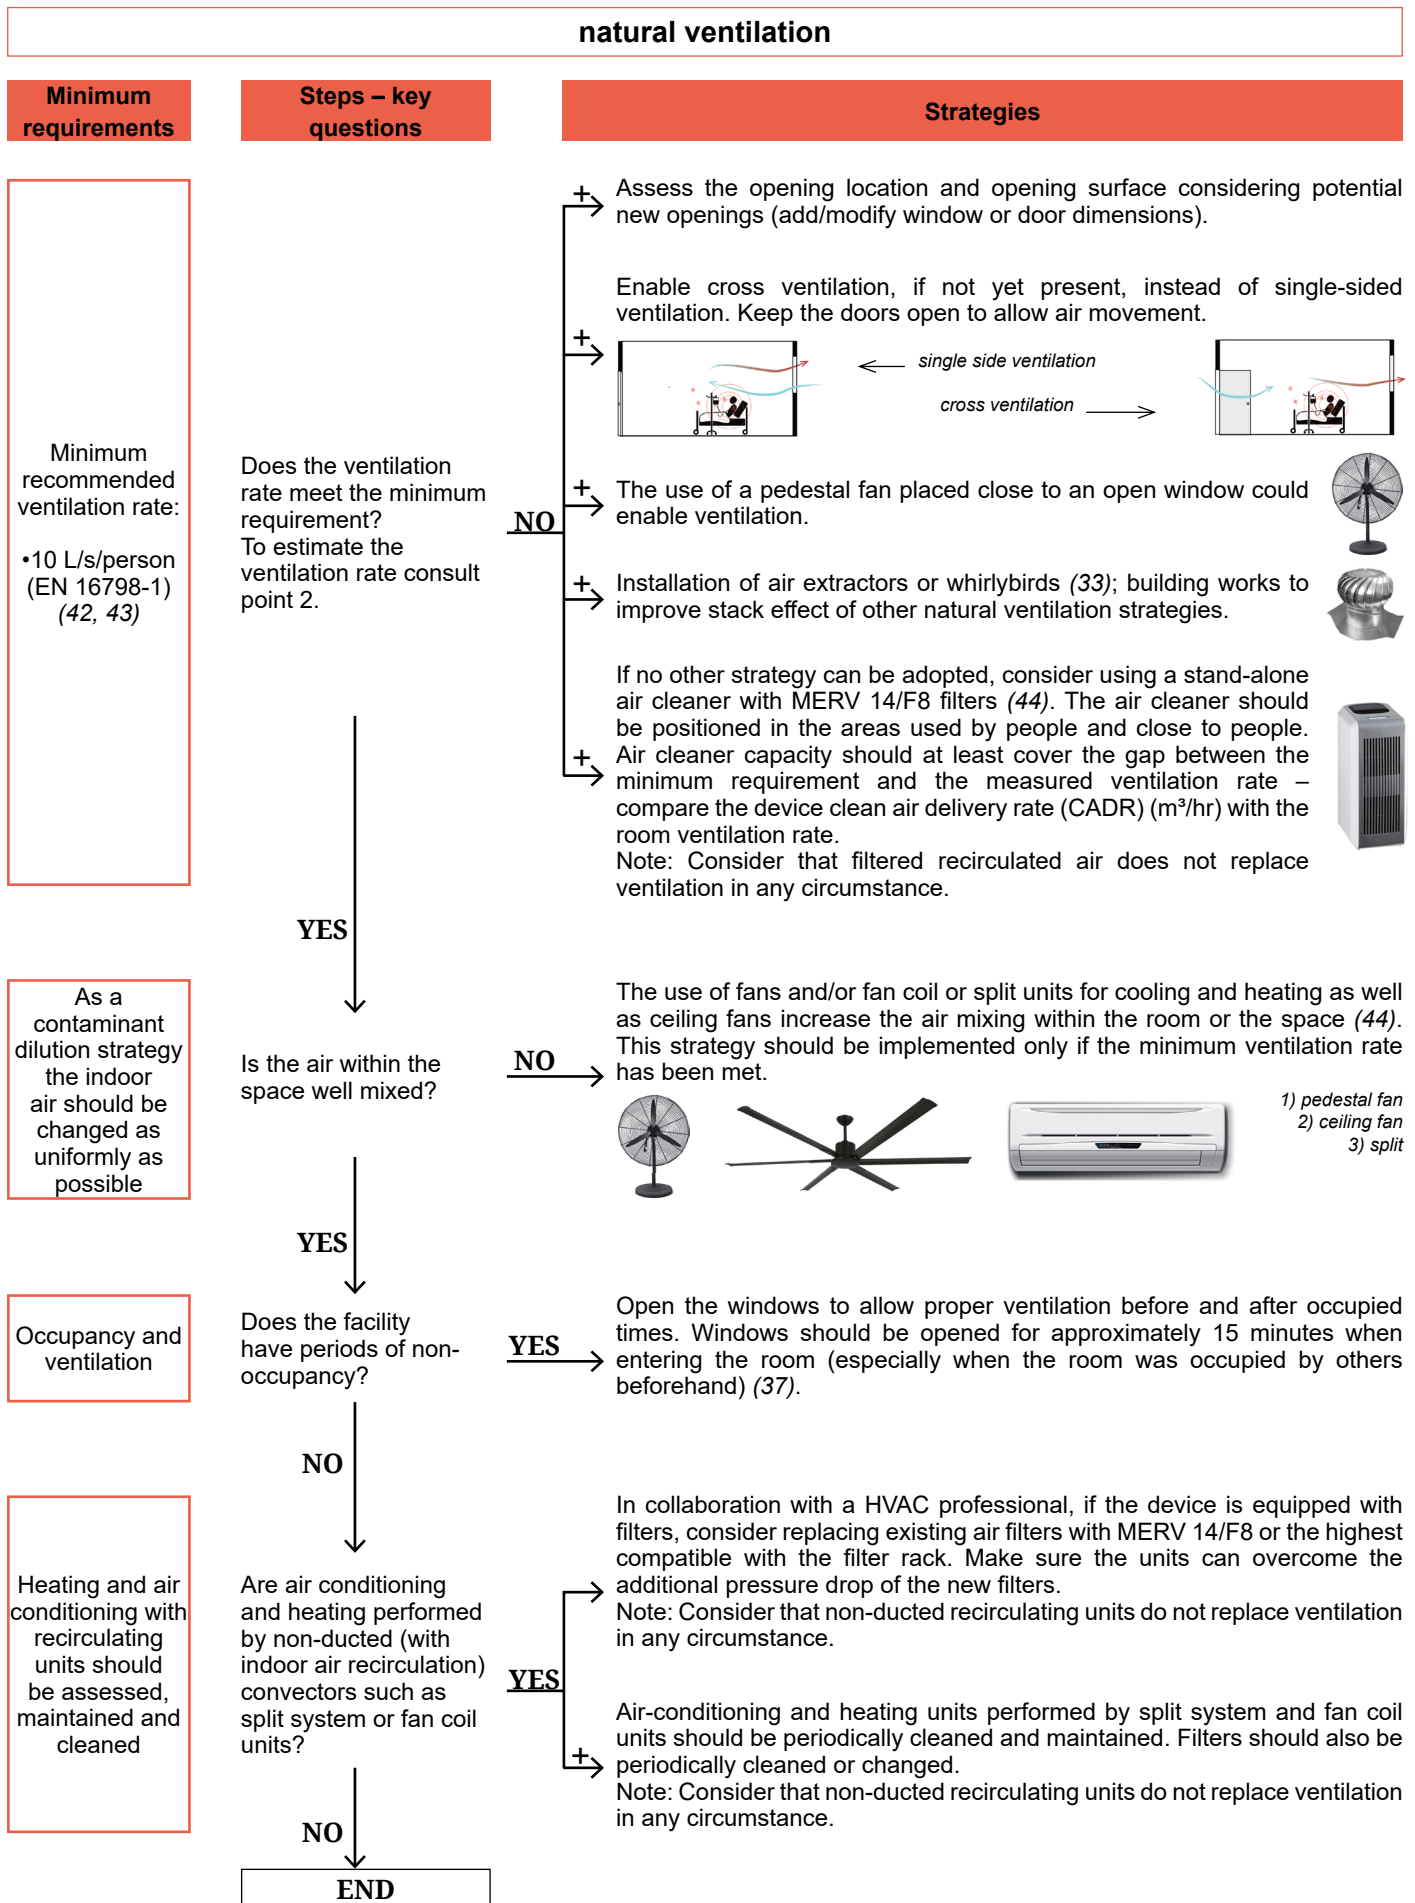 natural ventilation
Minimum
requirements
Steps – key
questions
Strategies
Minimum
recommended
ventilation rate:
•10 L/s/person
(EN 16798-1)
(42, 43)
Does the ventilation
rate meet the minimum
requirement?
To estimate the
ventilation rate consult
point 2.
NO
+
Assess the opening location and opening surface considering potential
new openings (add/modify window or door dimensions).
+
Enable cross ventilation, if not yet present, instead of single-sided
ventilation. Keep the doors open to allow air movement.
single side ventilation
cross ventilation
+
The use of a pedestal fan placed close to an open window could
enable ventilation.
+
Installation of air extractors or whirlybirds (33); building works to
improve stack effect of other natural ventilation strategies.
+
If no other strategy can be adopted, consider using a stand-alone
air cleaner with MERV 14/F8 filters (44). The air cleaner should
be positioned in the areas used by people and close to people.
Air cleaner capacity should at least cover the gap between the
minimum requirement and the measured ventilation rate –
compare the device clean air delivery rate (CADR) (m³/hr) with the
room ventilation rate.
Note: Consider that filtered recirculated air does not replace
ventilation in any circumstance.
YES
As a
contaminant
dilution strategy
the indoor
air should be
changed as
uniformly as
possible
Is the air within the
space well mixed?
NO
The use of fans and/or fan coil or split units for cooling and heating as well
as ceiling fans increase the air mixing within the room or the space (44).
This strategy should be implemented only if the minimum ventilation rate
has been met.
1) pedestal fan
2) ceiling fan
3) split
YES
Occupancy and
ventilation
Does the facility
have periods of non-
occupancy?
YES
Open the windows to allow proper ventilation before and after occupied
times. Windows should be opened for approximately 15 minutes when
entering the room (especially when the room was occupied by others
beforehand) (37).
NO
Heating and air
conditioning with
recirculating
units should
be assessed,
maintained and
cleaned
Are air conditioning
and heating performed
by non-ducted (with
indoor air recirculation)
convectors such as
split system or fan coil
units?
YES
In collaboration with a HVAC professional, if the device is equipped with
filters, consider replacing existing air filters with MERV 14/F8 or the highest
compatible with the filter rack. Make sure the units can overcome the
additional pressure drop of the new filters.
Note: Consider that non-ducted recirculating units do not replace ventilation
in any circumstance.
+
Air-conditioning and heating units performed by split system and fan coil
units should be periodically cleaned and maintained. Filters should also be
periodically cleaned or changed.
Note: Consider that non-ducted recirculating units do not replace ventilation
in any circumstance.
NO
END